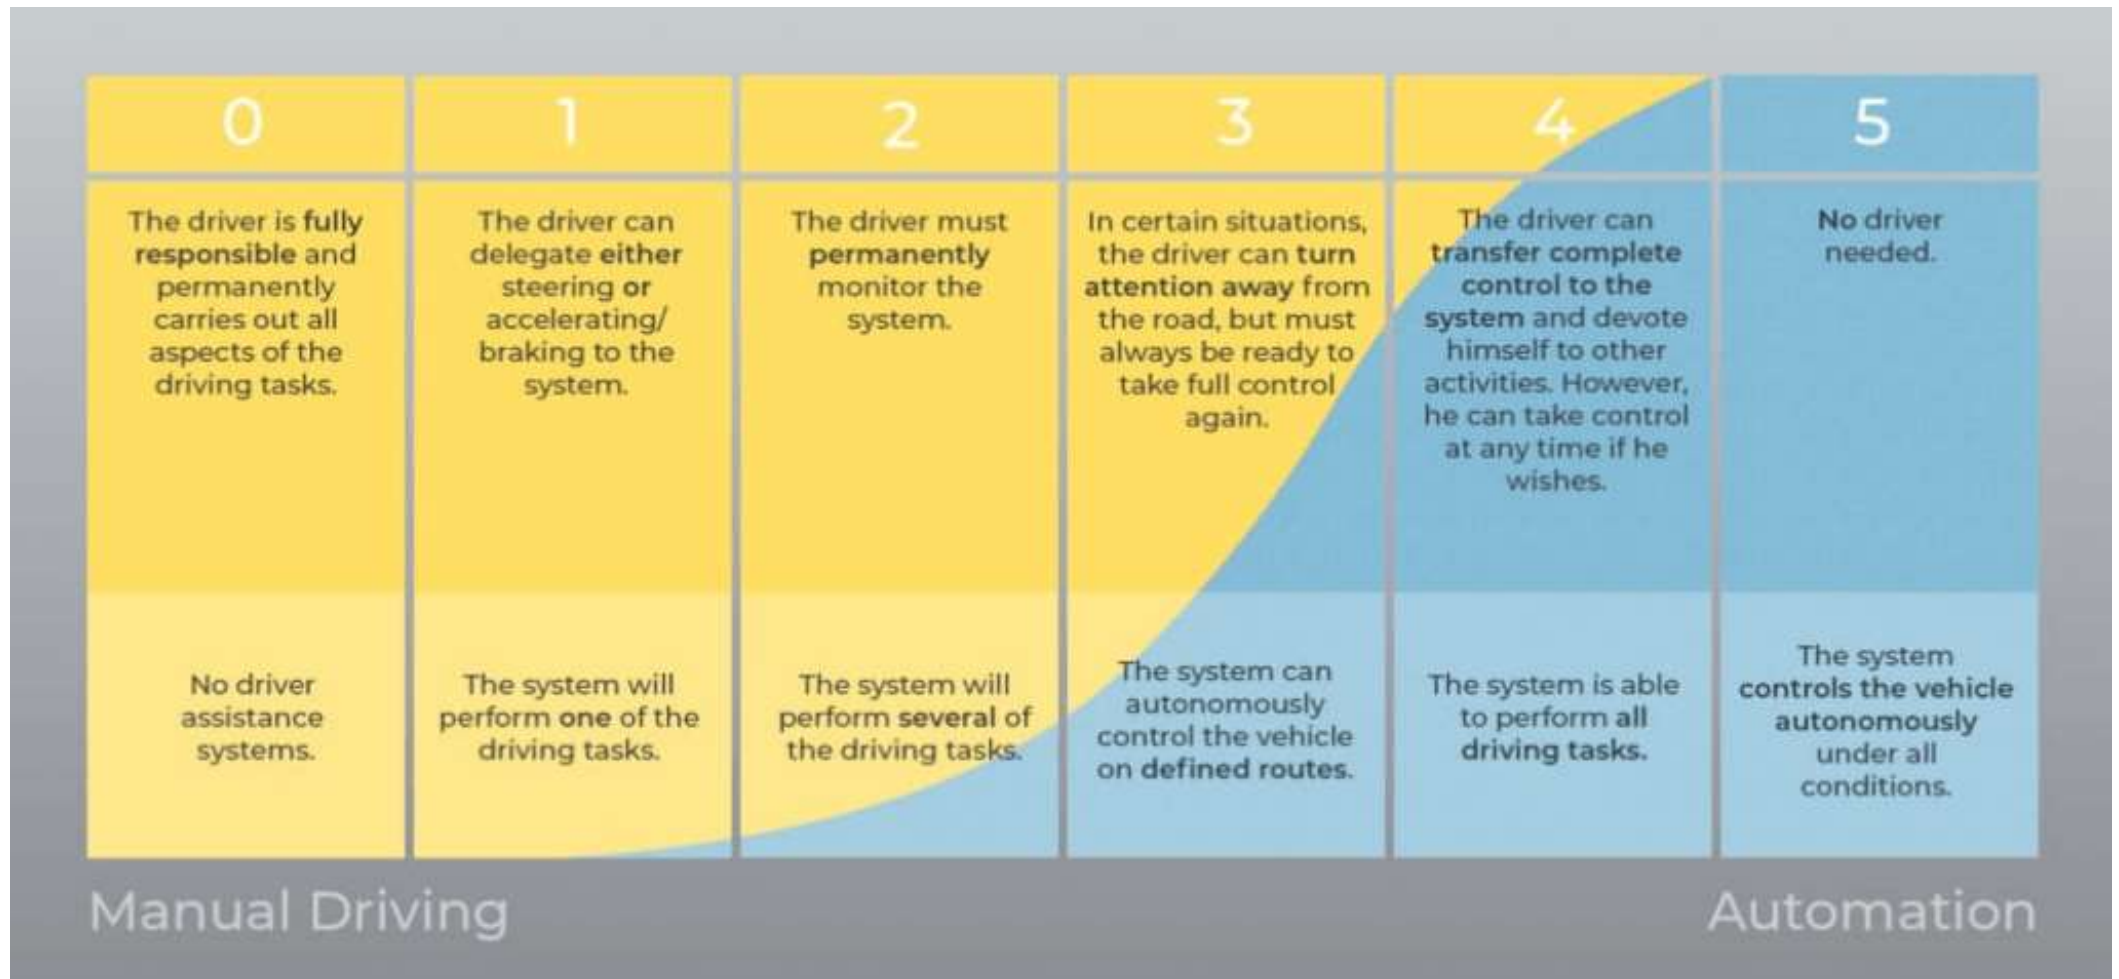 0
The driver is fully
responsible and
permanently
carries out all
aspects of the
driving tasks.
No driver
assistance
systems.
1
The driver can
delegate either
steering or
accelerating/
braking to the
system.
The system will
perform one of the
driving tasks.
2
The driver must
permanently
monitor the
system.
The system will
perform several of
the driving tasks.
3
In certain situations,
the driver can turn
attention away from
the road, but must
always be ready to
take full control
again.
The system can
autonomously
control the vehicle
on defined routes.
4
The driver can
transfer complete
control to the
system and devote
himself to other
activities. However,
he can take control
at any time if he
wishes.
The system is able
to perform all
driving tasks.
5
No driver
needed.
The system
controls the vehicle
autonomously
under all
conditions.
Manual Driving
Automation